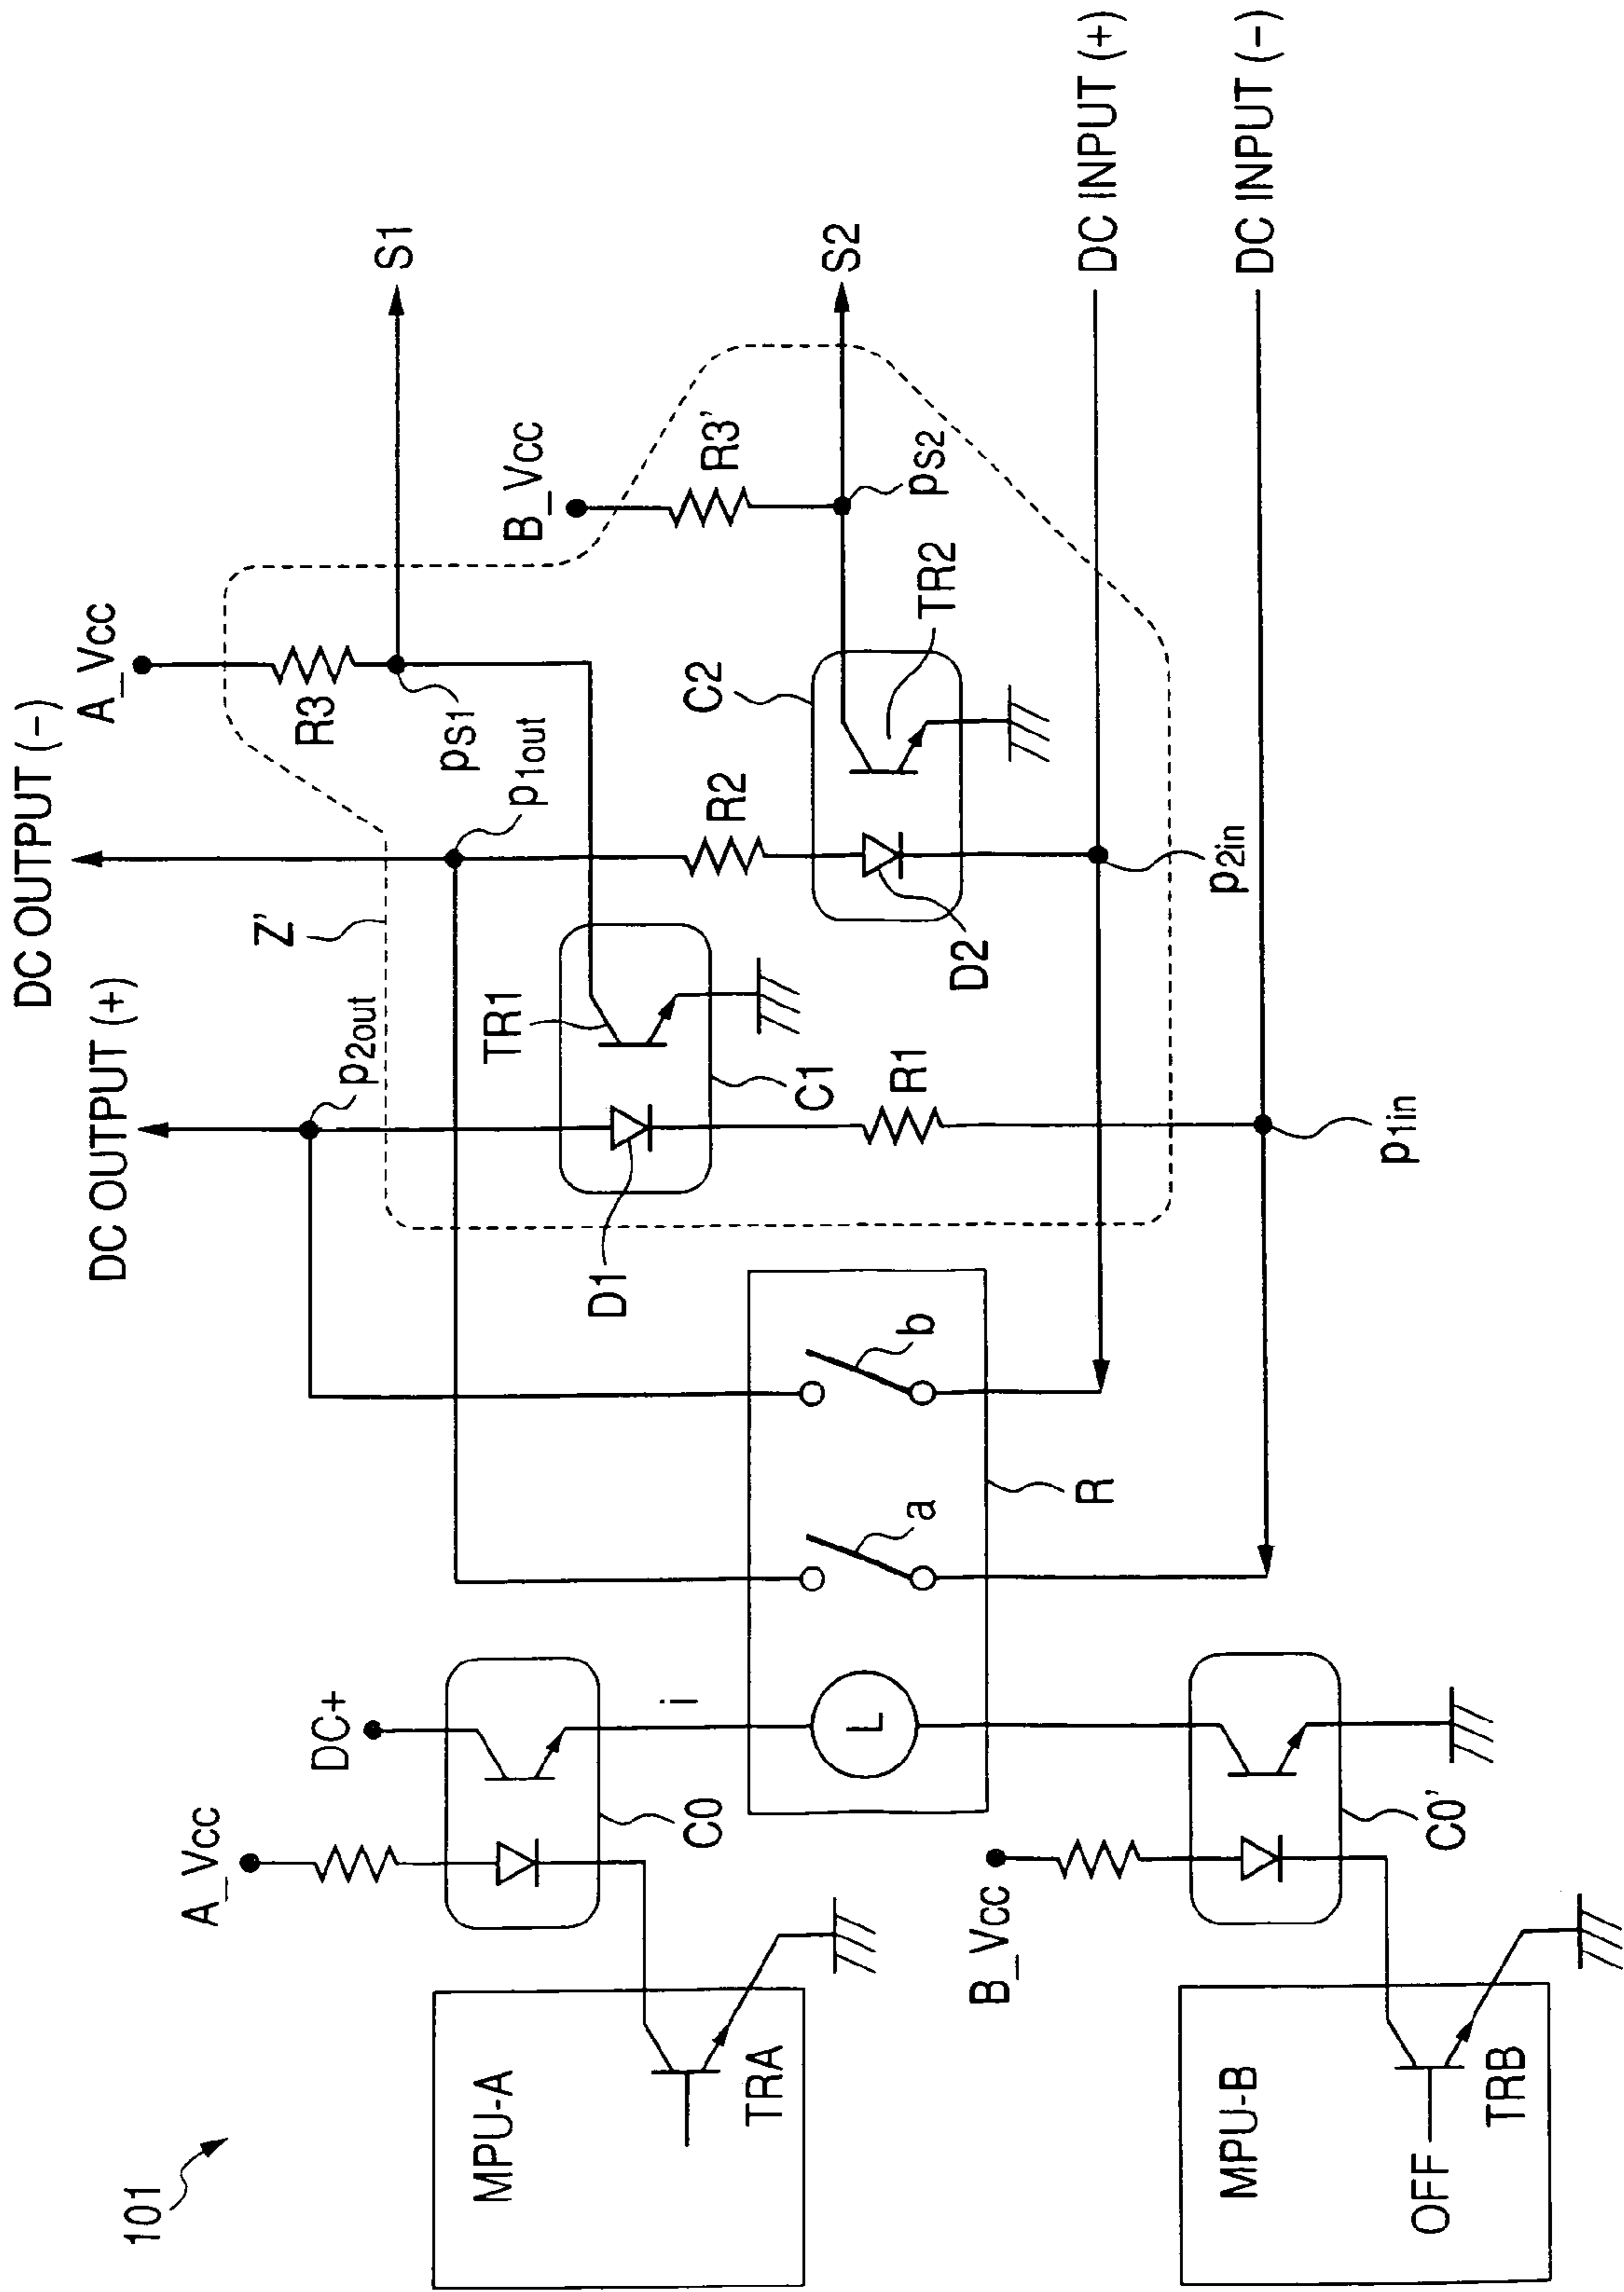 101
MPU-A
TRA
A_Vcc
DC+
C0
i
L
a
b
R
MPU-B
OFF
TRB
B_Vcc
C0'
DC OUTPUT (+)
DC OUTPUT (-)
p2out
Z'
A_Vcc
R3
pS1
S1
p1out
TR1
D1
C1
R1
R2
B_Vcc
R3'
C2
TR2
D2
pS2
S2
p2in
p1in
DC INPUT (+)
DC INPUT (-)